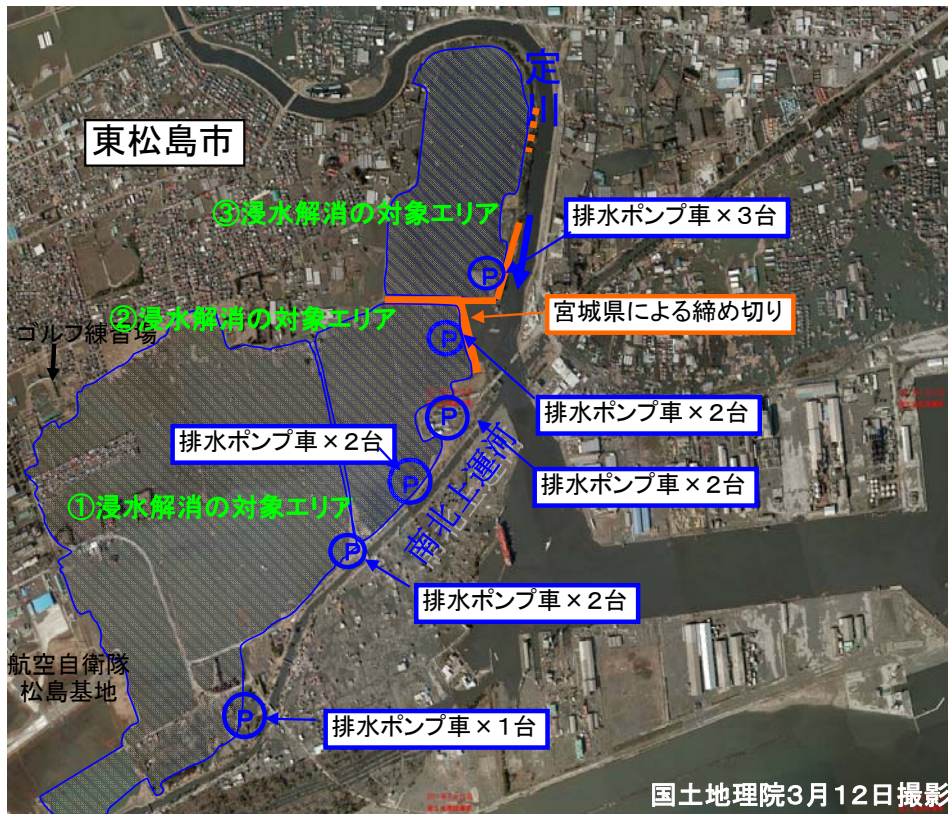 定川
東松島市
③浸水解消の対象エリア
排水ポンプ車×3台
P
宮城県による締め切り
②浸水解消の対象エリア
ゴルフ練習場
P
排水ポンプ車×2台
P
排水ポンプ車×2台
南北上運河
P
排水ポンプ車×2台
①浸水解消の対象エリア
P
排水ポンプ車×2台
航空自衛隊
松島基地
P
排水ポンプ車×1台
国土地理院3月12日撮影